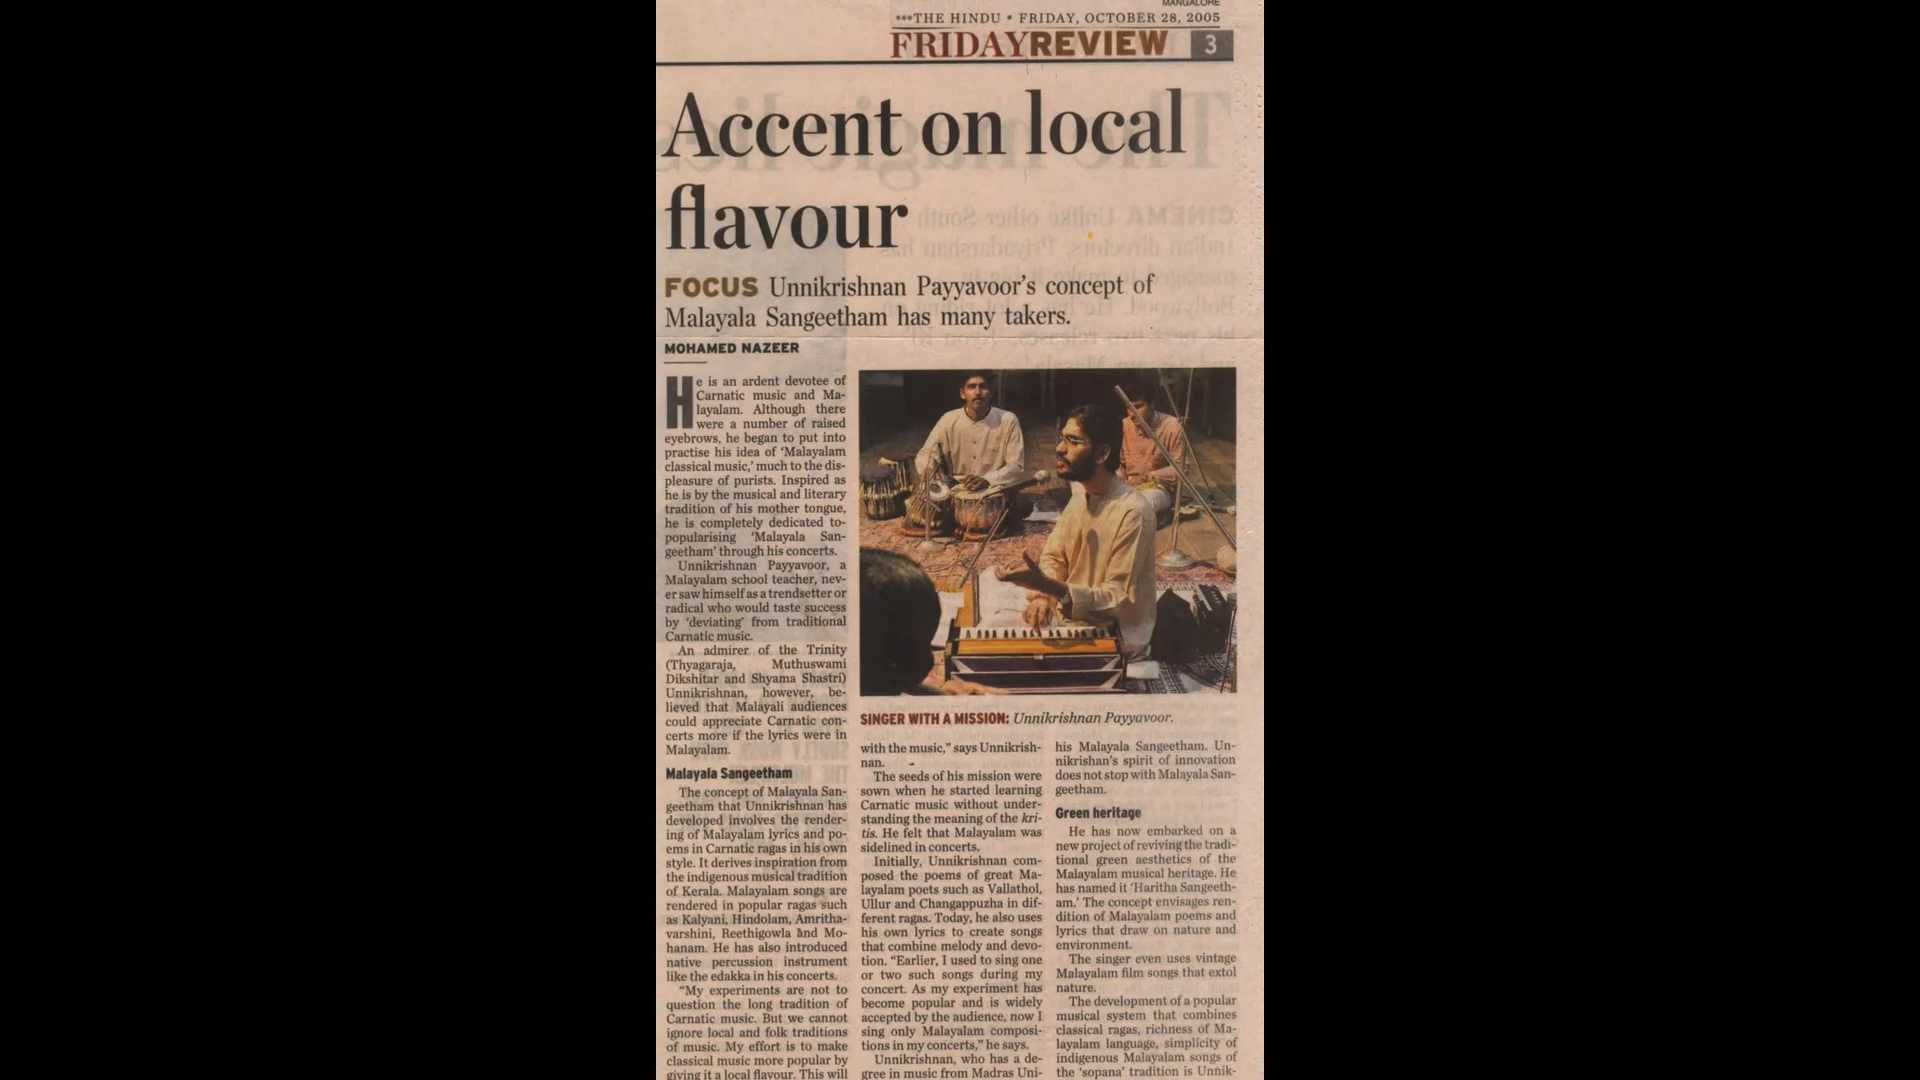 MANGALORE
***THE HINDU • FRIDAY, OCTOBER 28, 2005
FRIDAYREVIEW 3
Accent on local
flavour
FOCUS Unnikrishnan Payyavoor's concept of
Malayala Sangeetham has many takers.
MOHAMED NAZEER
He is an ardent devotee of
Carnatic music and Ma-
layalam. Although there
were a number of raised
eyebrows, he began to put into
practise his idea of 'Malayalam
classical music,' much to the dis-
pleasure of purists. Inspired as
he is by the musical and literary
tradition of his mother tongue,
he is completely dedicated to-
popularising 'Malayala San-
geetham' through his concerts.
Unnikrishnan Payyavoor, a
Malayalam school teacher, nev-
er saw himself as a trendsetter or
radical who would taste success
by 'deviating' from traditional
Carnatic music.
An admirer of the Trinity
(Thyagaraja, Muthuswami
Dikshitar and Shyama Shastri)
Unnikrishnan, however, be-
lieved that Malayali audiences
could appreciate Carnatic con-
certs more if the lyrics were in
Malayalam.
Malayala Sangeetham
The concept of Malayala San-
geetham that Unnikrishnan has
developed involves the render-
ing of Malayalam lyrics and po-
ems in Carnatic ragas in his own
style. It derives inspiration from
the indigenous musical tradition
of Kerala. Malayalam songs are
rendered in popular ragas such
as Kalyani, Hindolam, Amritha-
varshini, Reethigowla and Mo-
hanam. He has also introduced
native percussion instrument
like the edakka in his concerts.
"My experiments are not to
question the long tradition of
Carnatic music. But we cannot
ignore local and folk traditions
of music. My effort is to make
classical music more popular by
giving it a local flavour. This will
SINGER WITH A MISSION: Unnikrishnan Payyavoor.
with the music," says Unnikrish-
nan.
The seeds of his mission were
sown when he started learning
Carnatic music without under-
standing the meaning of the kri-
tis. He felt that Malayalam was
sidelined in concerts.
Initially, Unnikrishnan com-
posed the poems of great Ma-
layalam poets such as Vallathol,
Ullur and Changappuzha in dif-
ferent ragas. Today, he also uses
his own lyrics to create songs
that combine melody and devo-
tion. "Earlier, I used to sing one
or two such songs during my
concert. As my experiment has
become popular and is widely
accepted by the audience, now I
sing only Malayalam composi-
tions in my concerts," he says.
Unnikrishnan, who has a de-
gree in music from Madras Uni-
his Malayala Sangeetham. Un-
nikrishan's spirit of innovation
does not stop with Malayala San-
geetham.
Green heritage
He has now embarked on a
new project of reviving the tradi-
tional green aesthetics of the
Malayalam musical heritage. He
has named it 'Haritha Sangeeth-
am.' The concept envisages ren-
dition of Malayalam poems and
lyrics that draw on nature and
environment.
The singer even uses vintage
Malayalam film songs that extol
nature.
The development of a popular
musical system that combines
classical ragas, richness of Ma-
layalam language, simplicity of
indigenous Malayalam songs of
the 'sopana' tradition is Unnik-